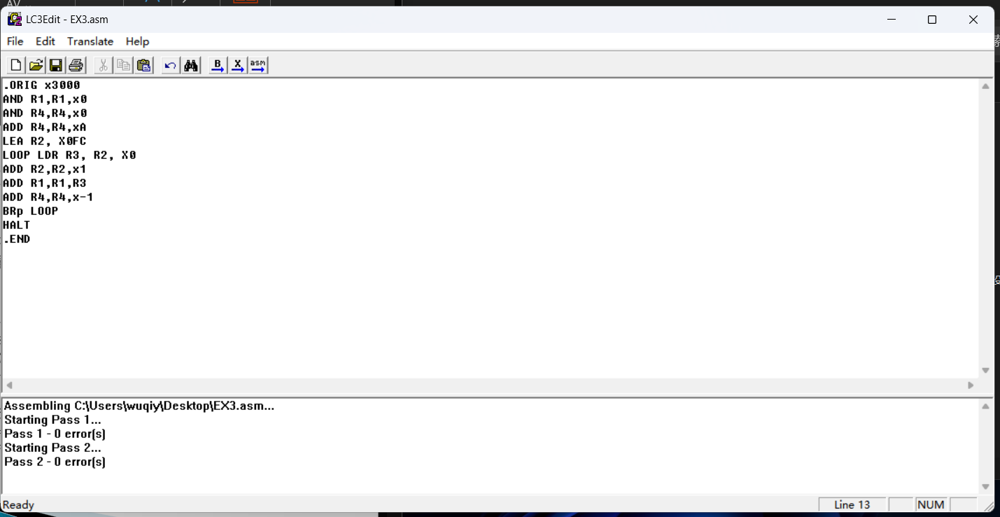 LC3Edit - EX3.asm
File Edit Translate Help
B X asm
.ORIG x3000
AND R1,R1,x0
AND R4,R4,x0
ADD R4,R4,xA
LEA R2, X0FC
LOOP LDR R3, R2, X0
ADD R2,R2,x1
ADD R1,R1,R3
ADD R4,R4,x-1
BRp LOOP
HALT
.END
Assembling C:\Users\wuqiy\Desktop\EX3.asm...
Starting Pass 1...
Pass 1 - 0 error(s)
Starting Pass 2...
Pass 2 - 0 error(s)
Ready Line 13 NUM